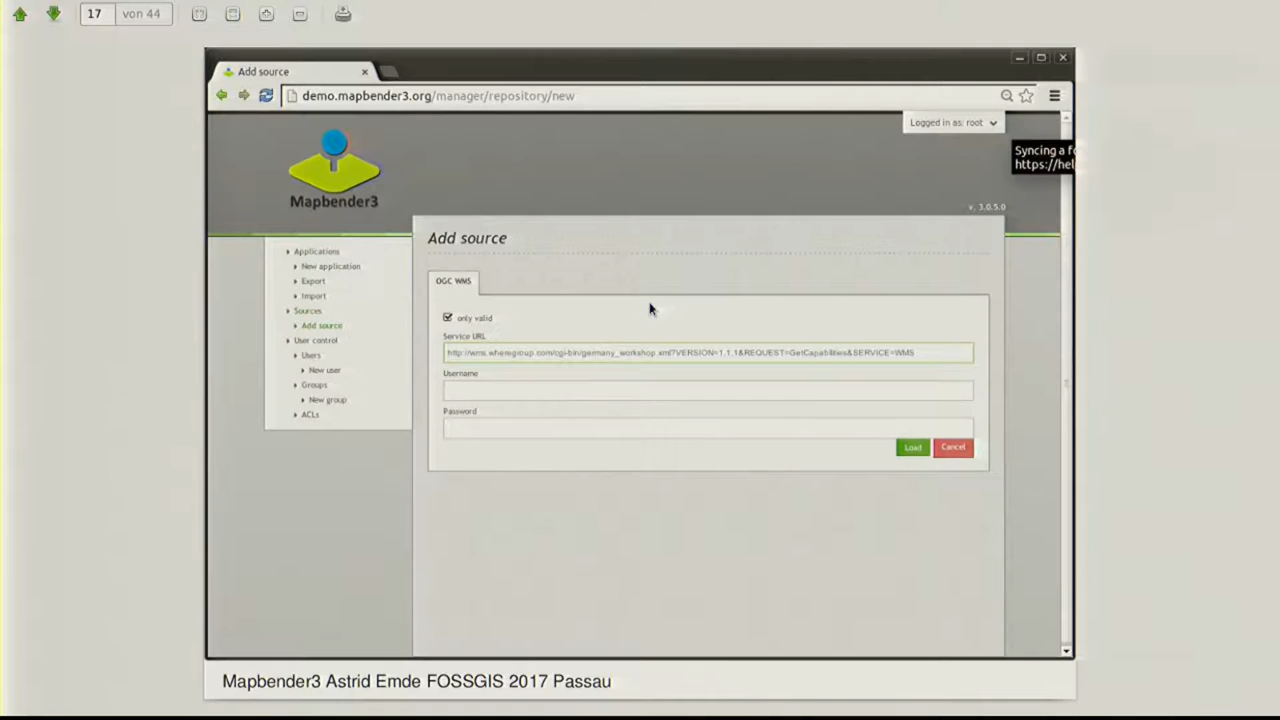 17 von 44
Add source
demo.mapbender3.org/manager/repository/new
Logged in as: root
Syncing a fo
https://hel
Mapbender3
v. 3.0.5.0
Applications
New application
Export
Import
Sources
Add source
User control
Users
New user
Groups
New group
ACLs
Add source
OGC WMS
only valid
Service URL
http://wms.wheregroup.com/cgi-bin/germany_workshop.xml?VERSION=1.1.1&REQUEST=GetCapabilities&SERVICE=WMS
Username
Password
Load Cancel
Mapbender3 Astrid Emde FOSSGIS 2017 Passau